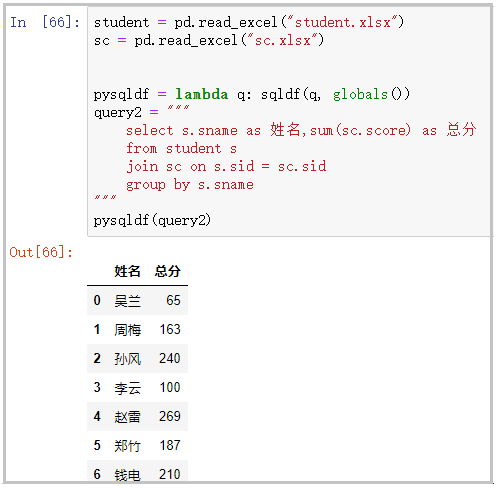 In [66]: student = pd.read_excel("student.xlsx")
sc = pd.read_excel("sc.xlsx")
pysqldf = lambda q: sqldf(q, globals())
query2 = """
select s.sname as 姓名,sum(sc.score) as 总分
from student s
join sc on s.sid = sc.sid
group by s.sname
"""
pysqldf(query2)
Out[66]:
姓名 总分
0 吴兰 65
1 周梅 163
2 孙风 240
3 李云 100
4 赵雷 269
5 郑竹 187
6 钱电 210